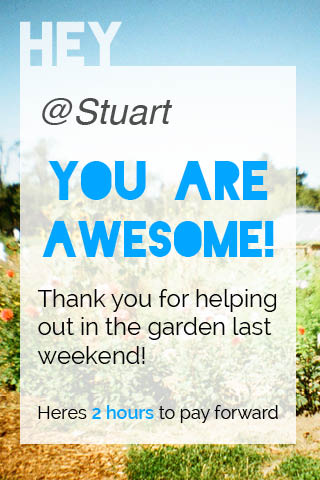 HEY
@Stuart
YOU ARE
AWESOME!
Thank you for helping
out in the garden last
weekend!
Heres 2 hours to pay forward